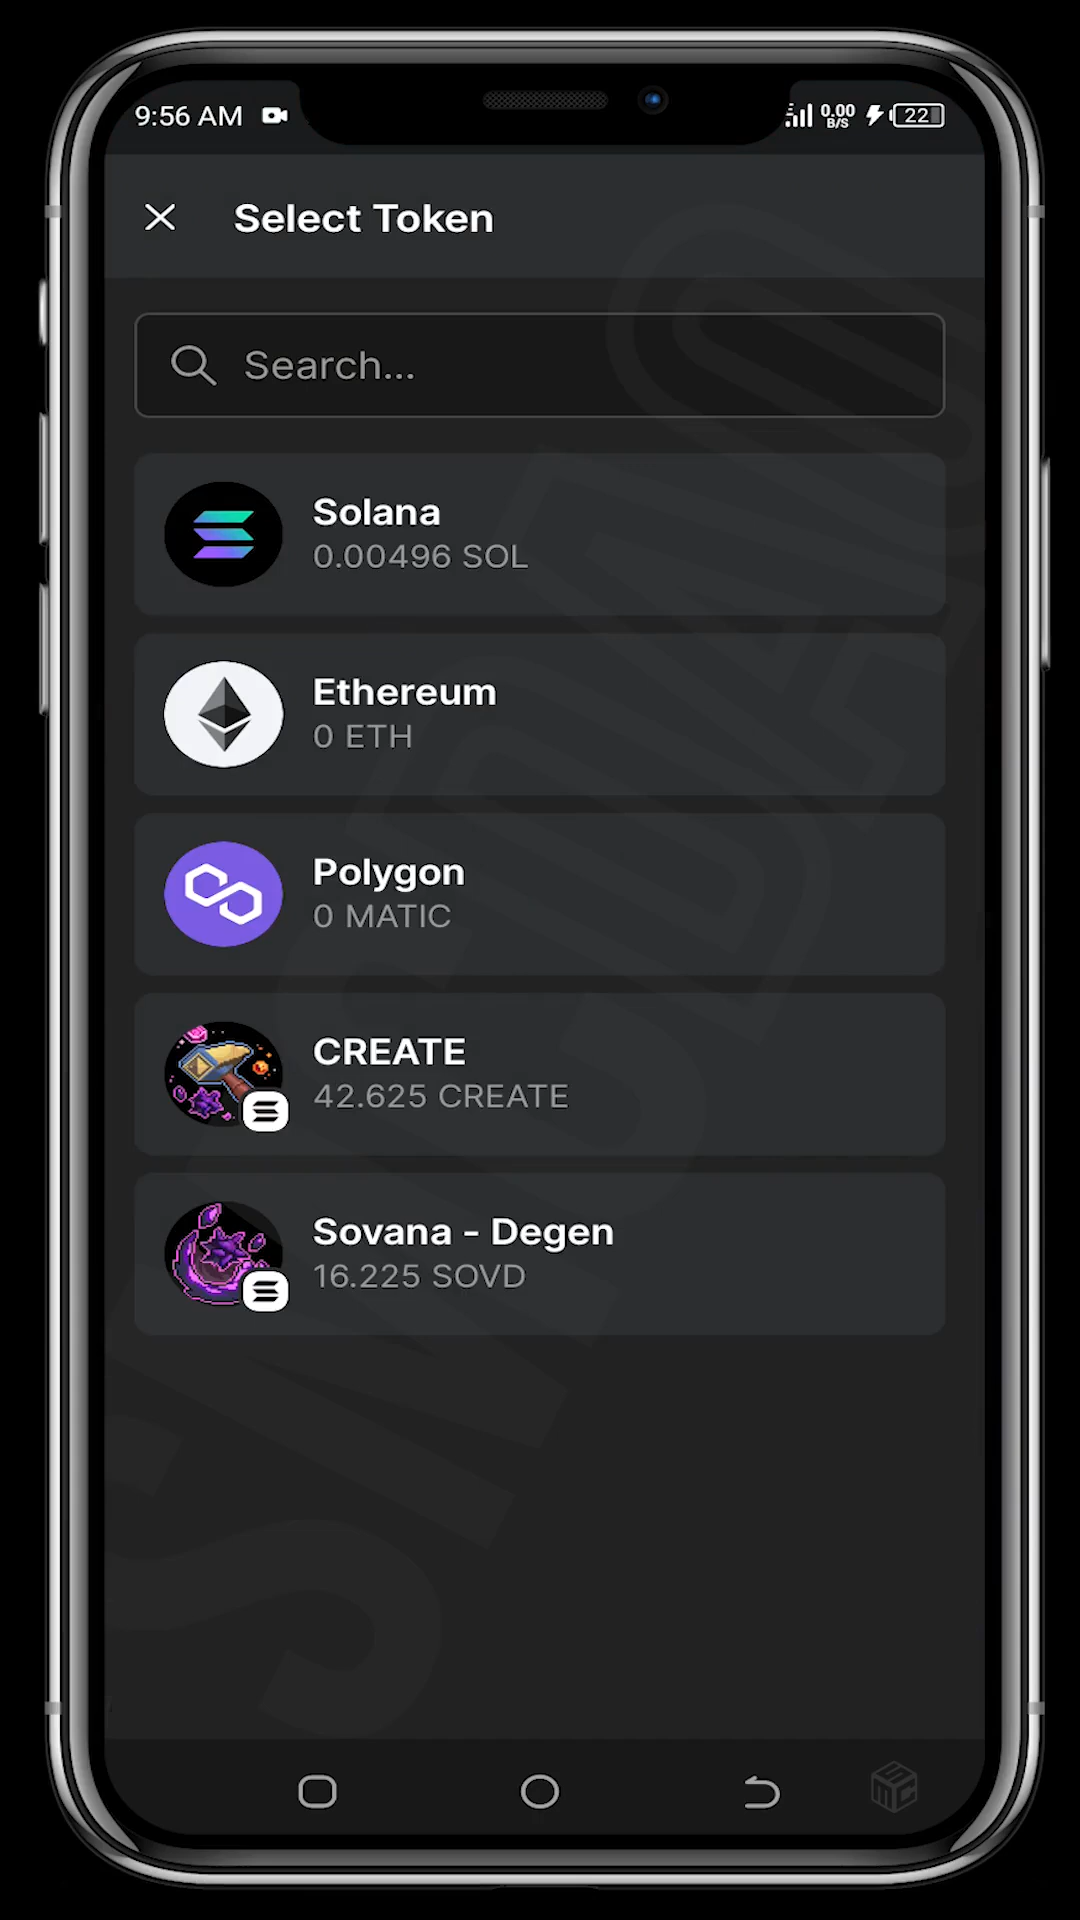 9:56 AM
0.00
B/S
22
Select Token
Search...
Solana
0.00496 SOL
Ethereum
0 ETH
Polygon
0 MATIC
CREATE
42.625 CREATE
Sovana - Degen
16.225 SOVD